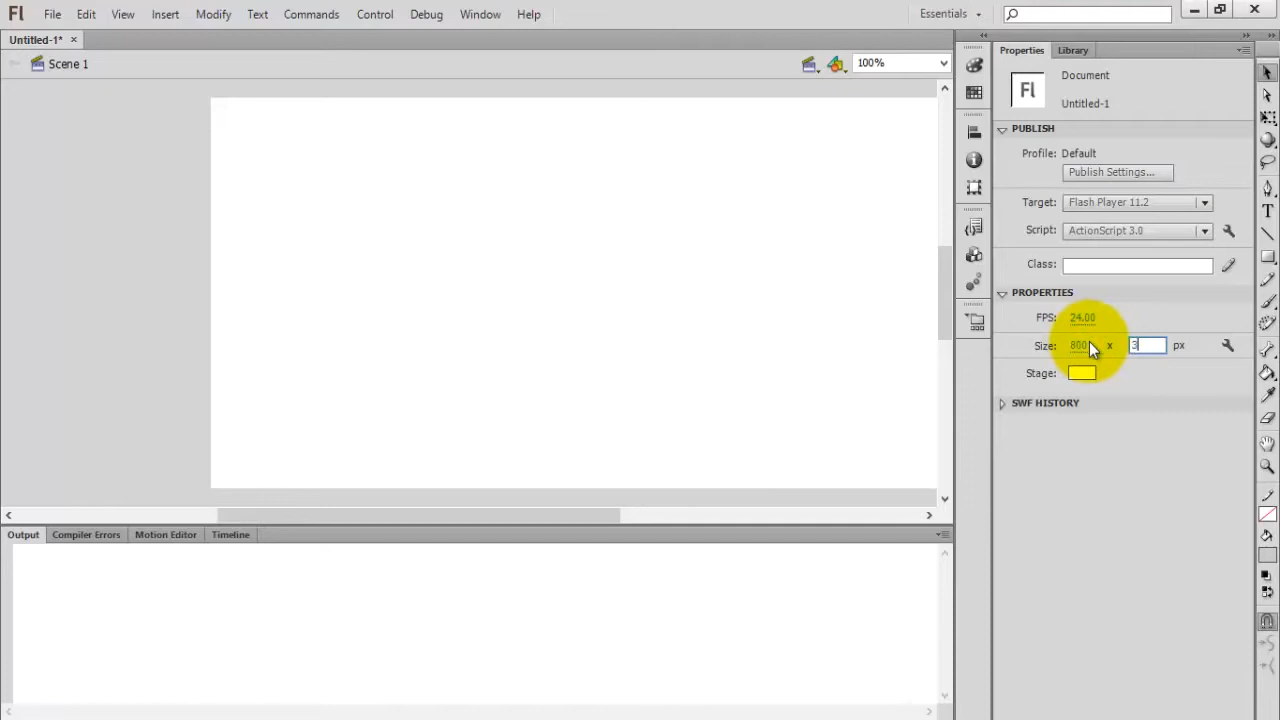 Fl File Edit View Insert Modify Text Commands Control Debug Window Help Essentials
Untitled-1* ×
Scene 1 100%
Properties Library
Fl Document
Untitled-1
PUBLISH
Profile: Default
Publish Settings...
Target: Flash Player 11.2
Script: ActionScript 3.0
Class:
PROPERTIES
FPS: 24.00
Size: 800 x 3 px
Stage:
SWF HISTORY
Output Compiler Errors Motion Editor Timeline